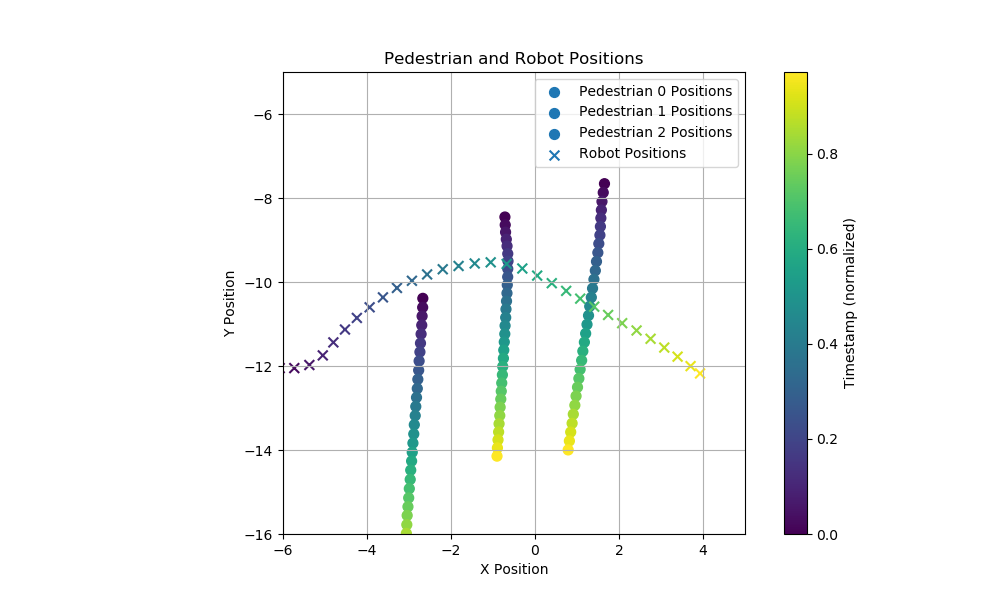 Pedestrian and Robot Positions
Pedestrian 0 Positions
Pedestrian 1 Positions
Pedestrian 2 Positions
Robot Positions
Y Position
−6
−8
−10
−12
−14
−16
−6
−4
−2
0
2
4
X Position
0.8
0.6
0.4
0.2
0.0
Timestamp (normalized)